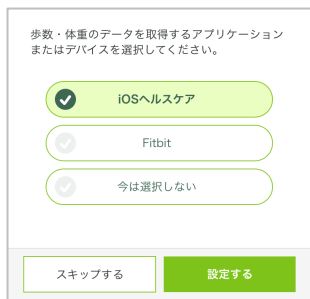 歩数・体重のデータを取得するアプリケーション
またはデバイスを選択してください。
iOSヘルスケア
Fitbit
今は選択しない
スキップする
設定する